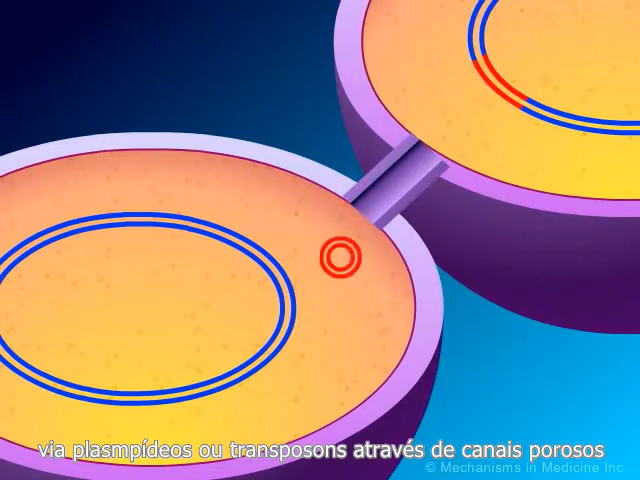 via plasmpídeos ou transposons através de canais porosos
© Mechanisms in Medicine Inc.